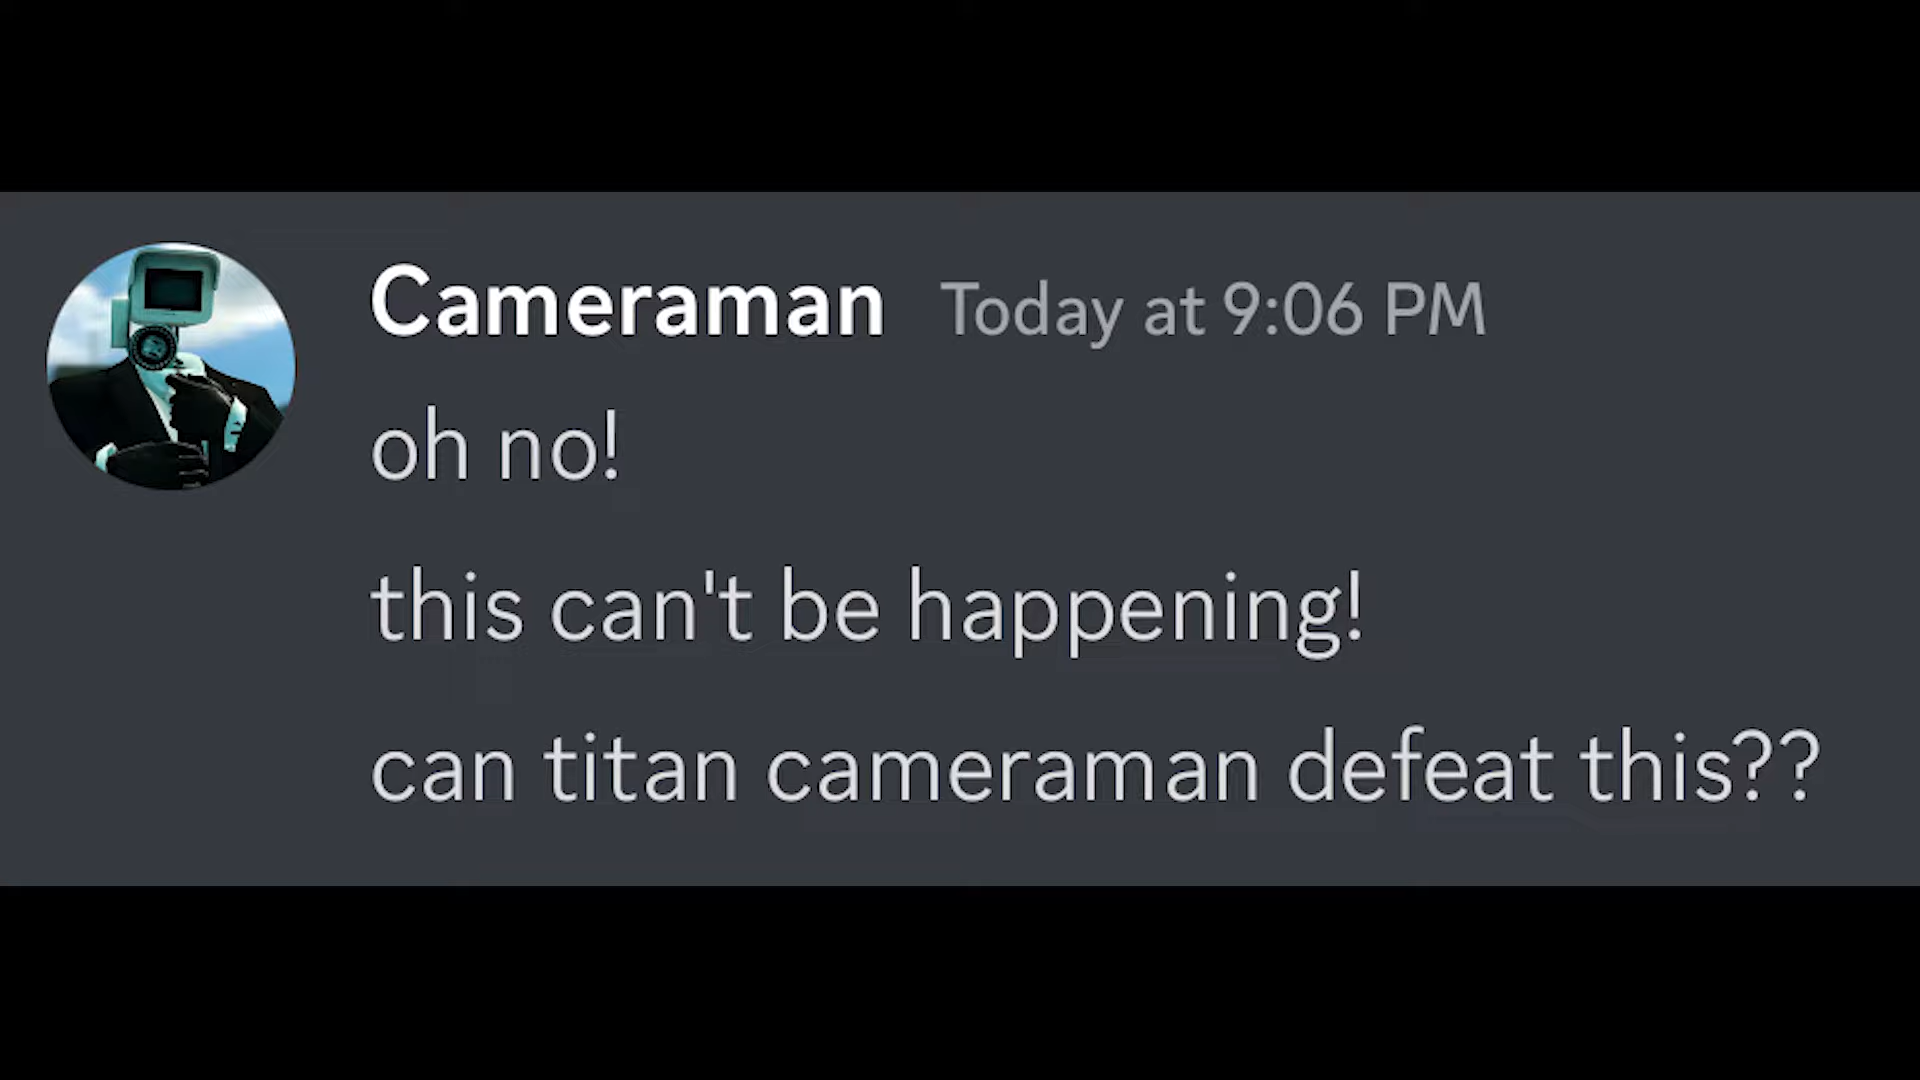 Cameraman Today at 9:06 PM
oh no!
this can't be happening!
can titan cameraman defeat this??